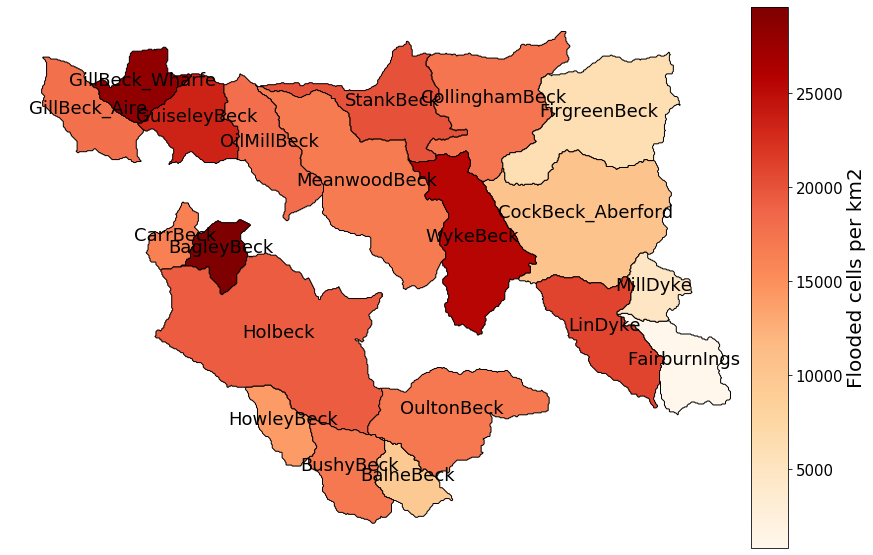 GillBeck_Wharfe
GillBeck_Aire
GuiseleyBeck
OilMillBeck
StankBeck
CollinghamBeck
FirgreenBeck
MeanwoodBeck
CockBeck_Aberford
WykeBeck
CarrBeck
BagleyBeck
MillDyke
LinDyke
Holbeck
FairburnIngs
HowleyBeck
OultonBeck
BushyBeck
BalneBeck
25000
20000
15000
10000
5000
Flooded cells per km2